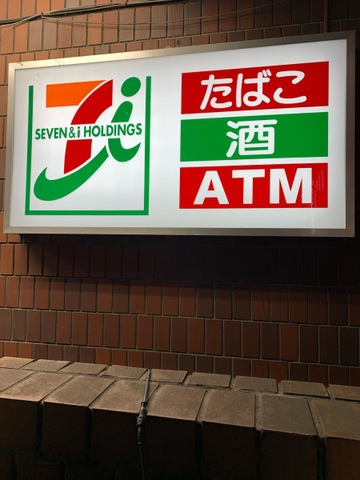 7i
SEVEN & i HOLDINGS
たばこ
酒
ATM